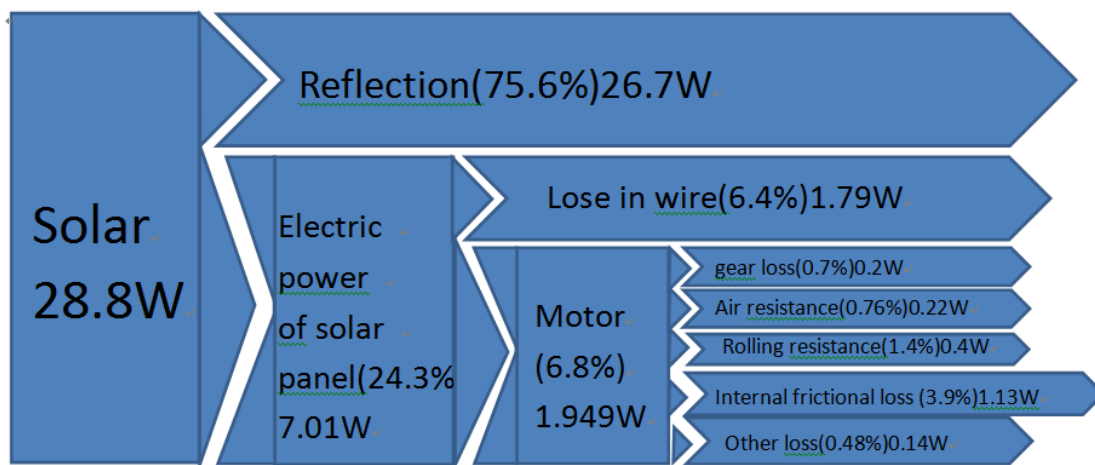 Solar
28.8W
Reflection(75.6%)26.7W
Electric
power
of solar
panel(24.3%
7.01W
Lose in wire(6.4%)1.79W
Motor
(6.8%)
1.949W
gear loss(0.7%)0.2W
Air resistance(0.76%)0.22W
Rolling resistance(1.4%)0.4W
Internal frictional loss (3.9%)1.13W
Other loss(0.48%)0.14W